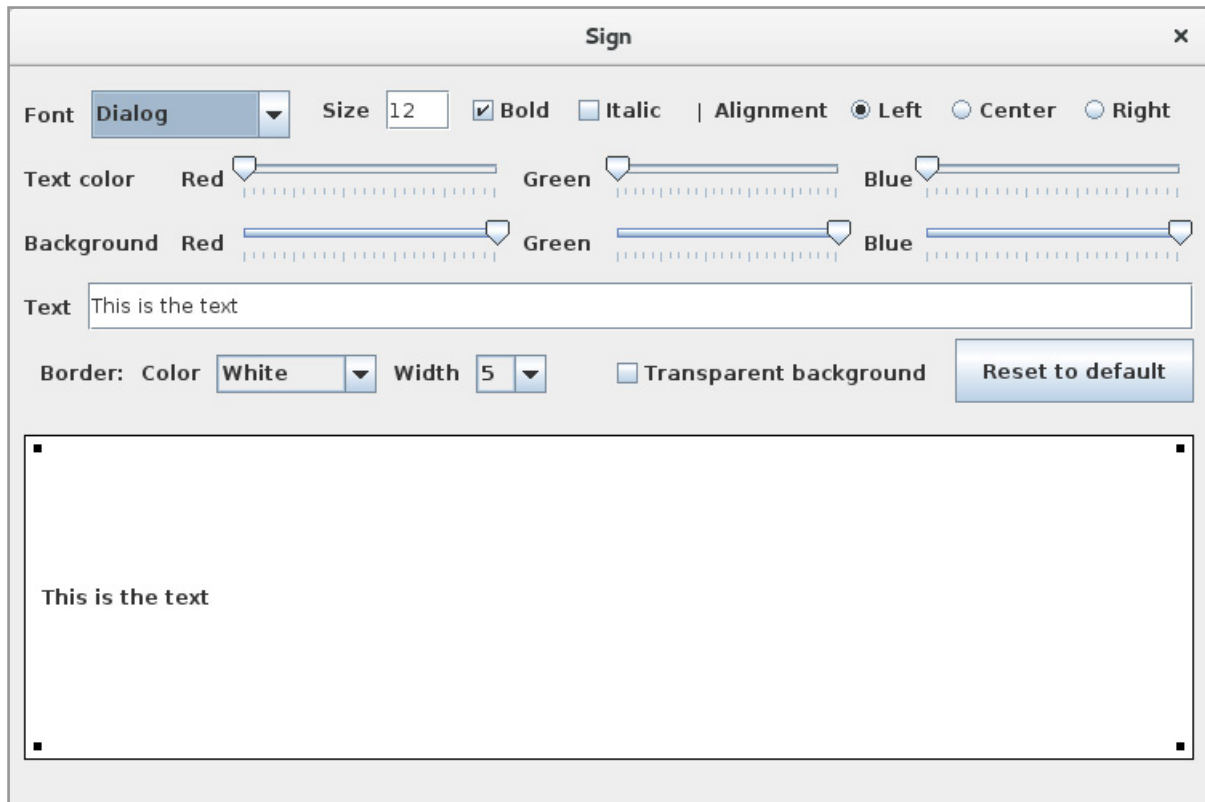 Sign
Font Dialog Size 12 Bold Italic | Alignment Left Center Right
Text color Red Green Blue
Background Red Green Blue
Text This is the text
Border: Color White Width 5 Transparent background Reset to default
This is the text